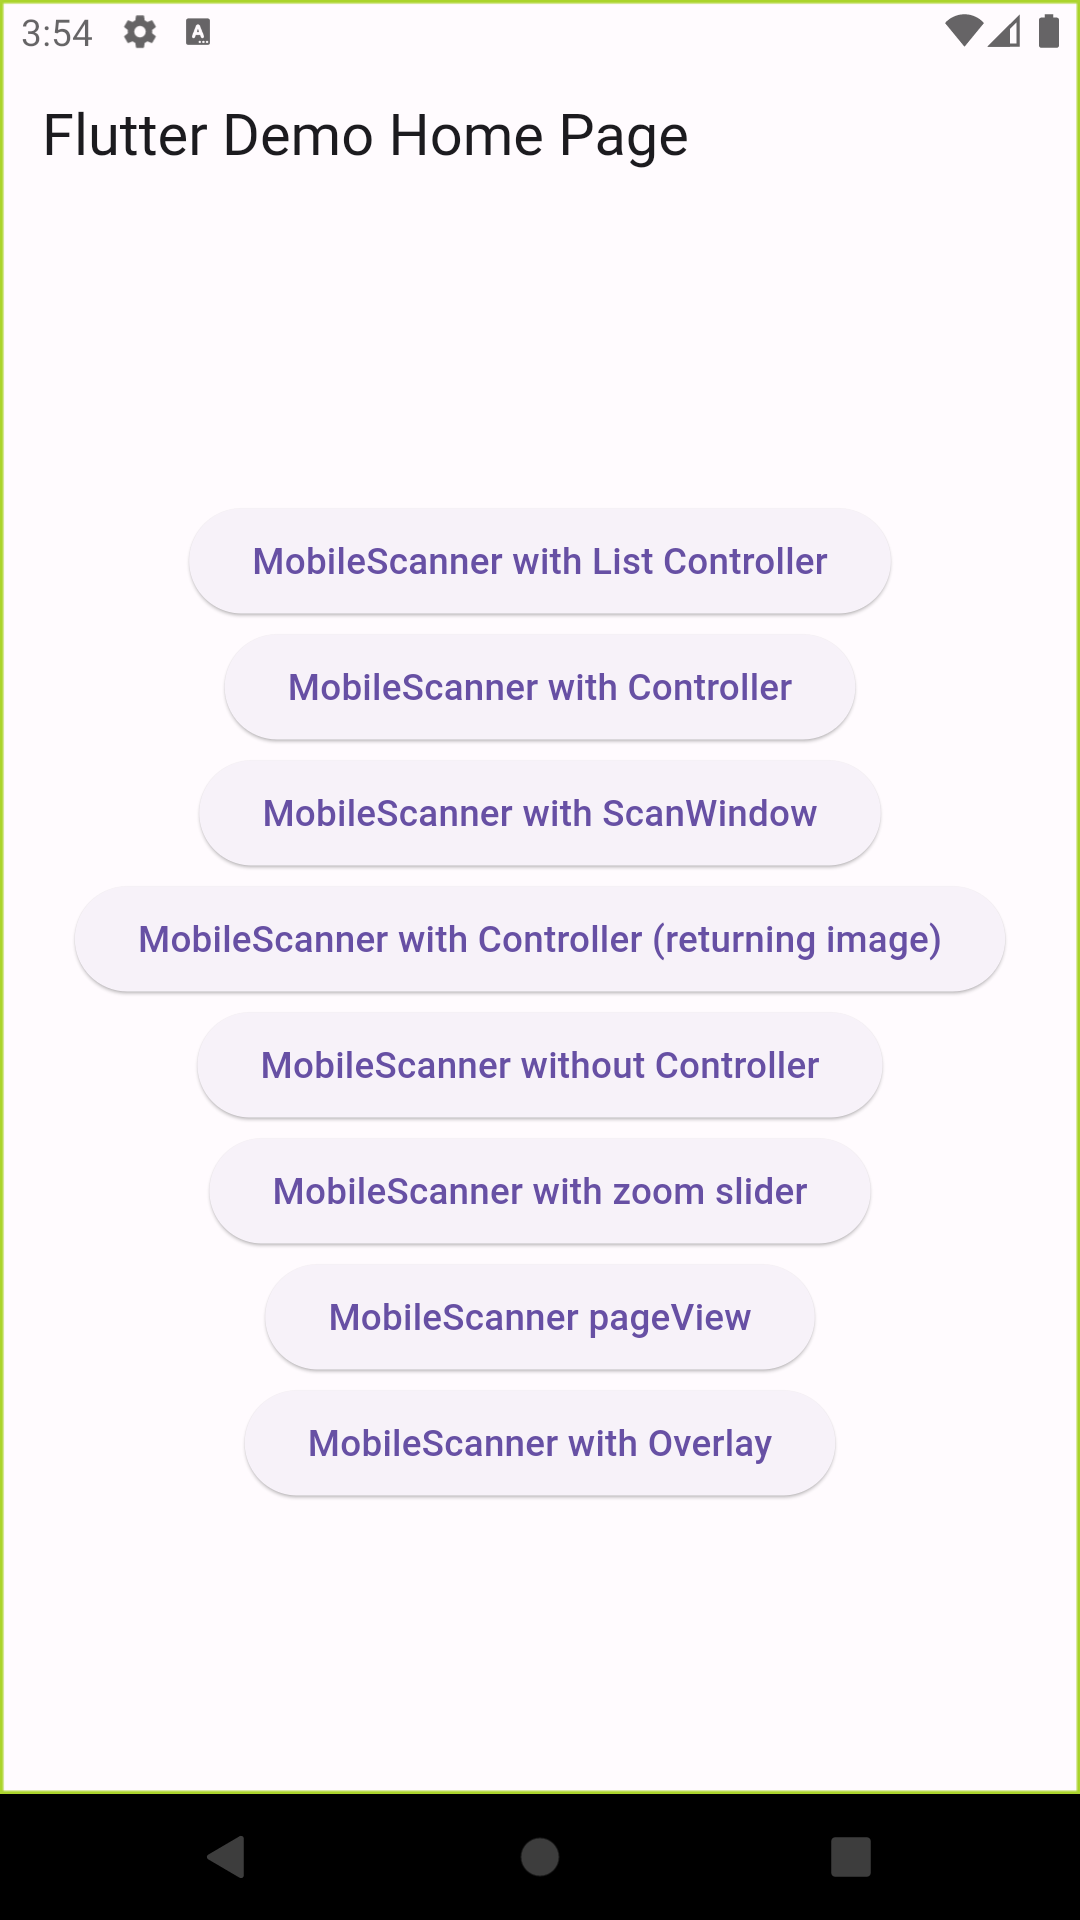 3:54
Flutter Demo Home Page
MobileScanner with List Controller
MobileScanner with Controller
MobileScanner with ScanWindow
MobileScanner with Controller (returning image)
MobileScanner without Controller
MobileScanner with zoom slider
MobileScanner pageView
MobileScanner with Overlay